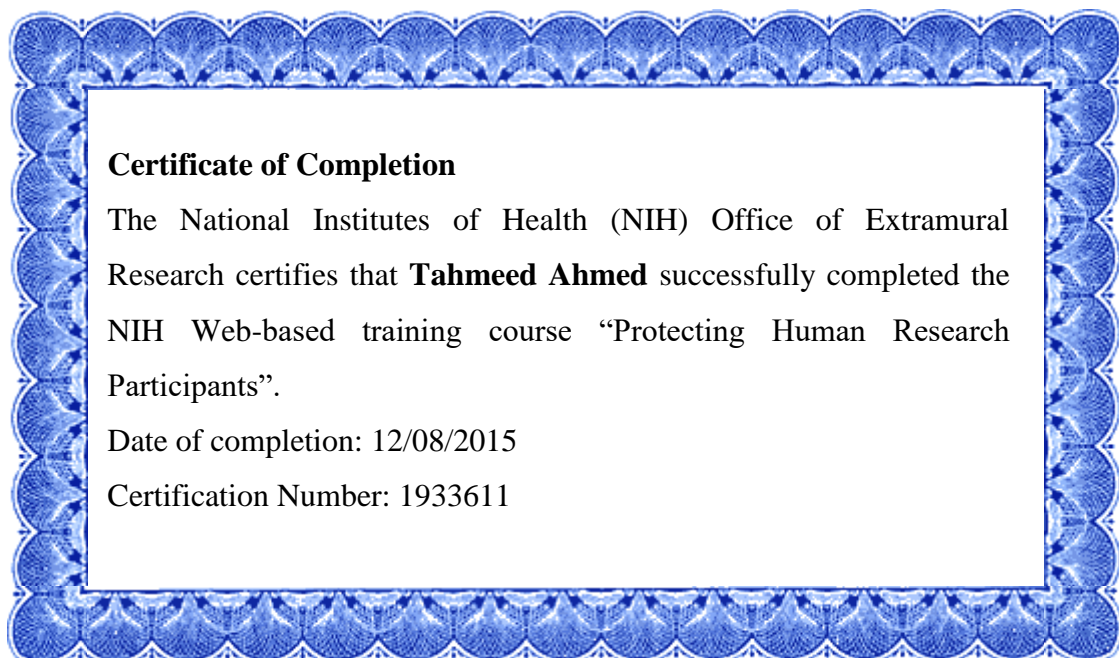 Certificate of Completion
The National Institutes of Health (NIH) Office of Extramural
Research certifies that Tahmeed Ahmed successfully completed the
NIH Web-based training course “Protecting Human Research
Participants”.
Date of completion: 12/08/2015
Certification Number: 1933611